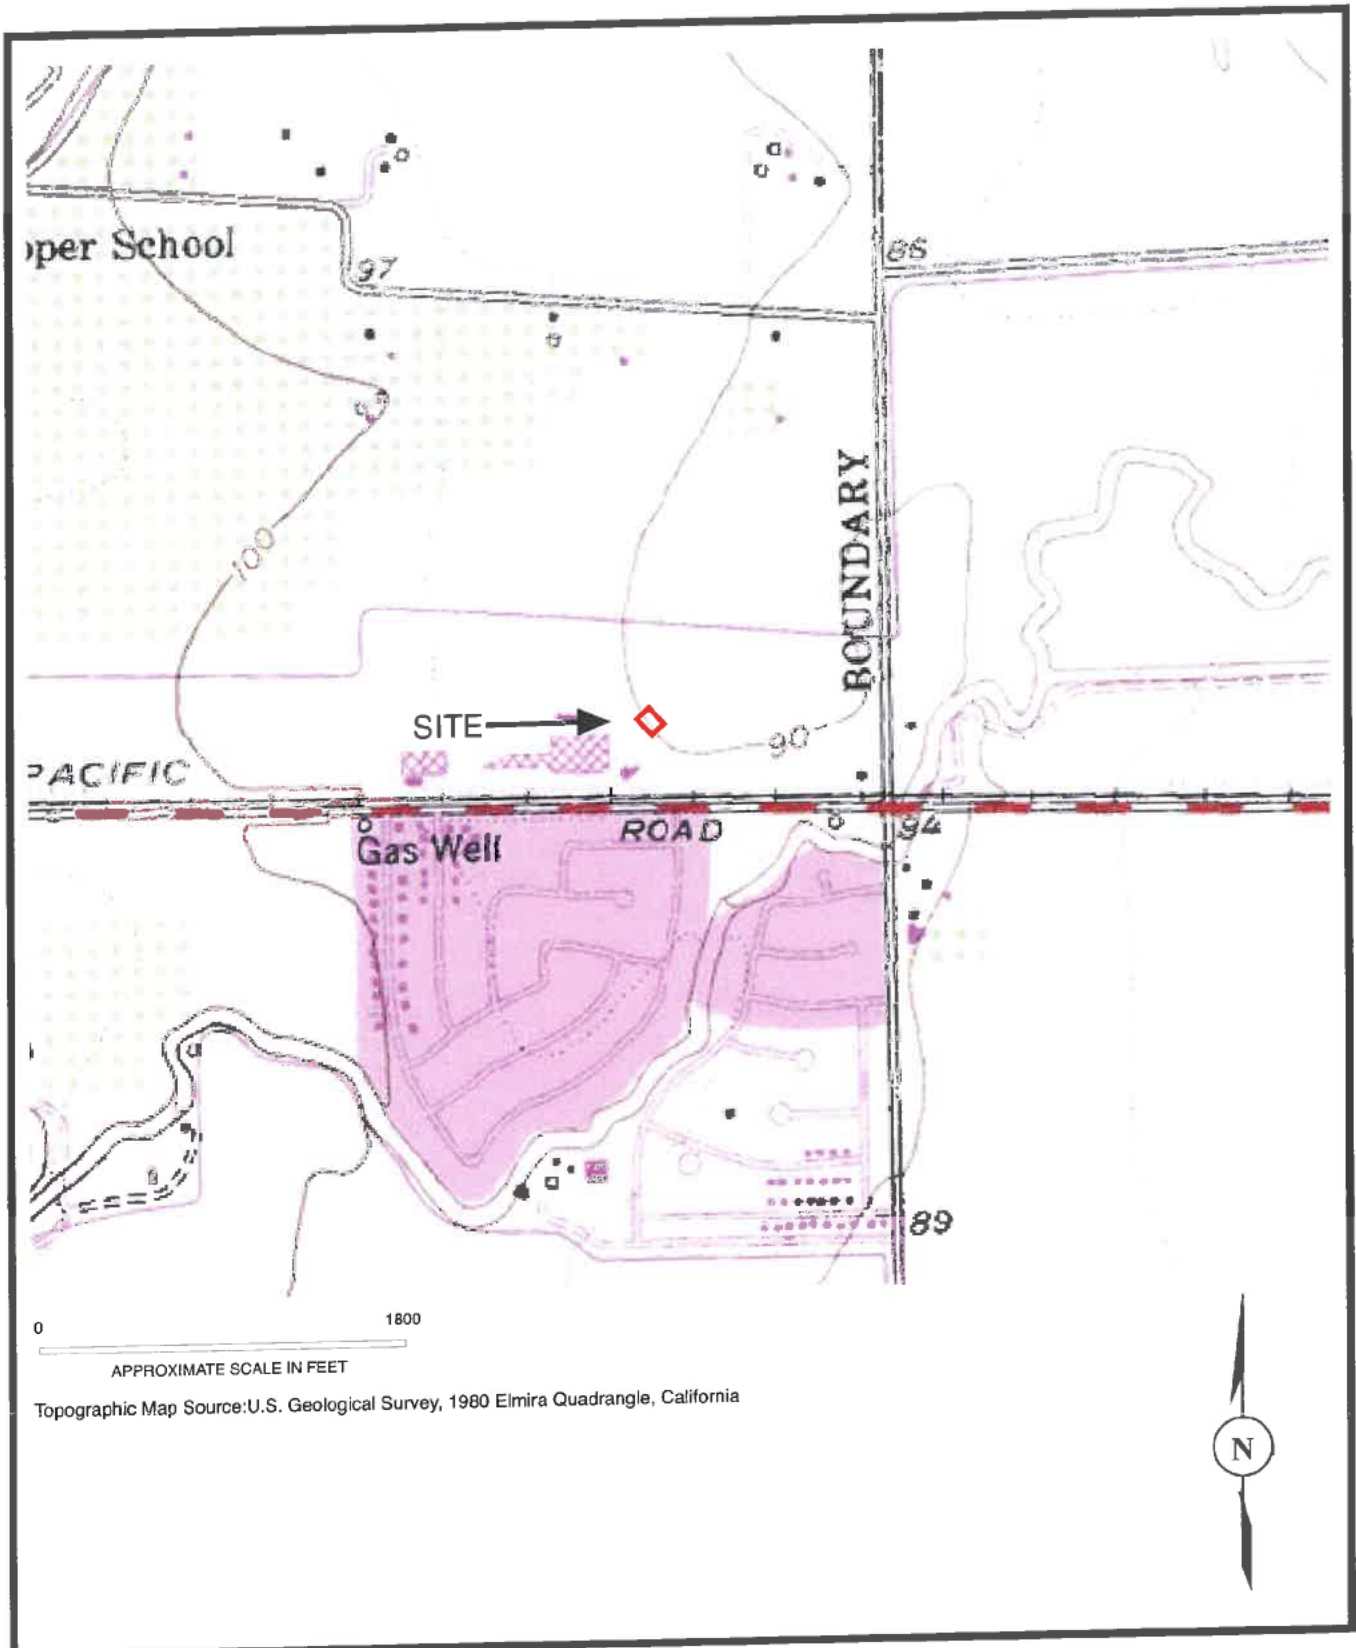 pper School
97
86
BOUNDARY
100
SITE
90
PACIFIC
ROAD
94
Gas Well
89
0
1800
APPROXIMATE SCALE IN FEET
Topographic Map Source:U.S. Geological Survey, 1980 Elmira Quadrangle, California
N